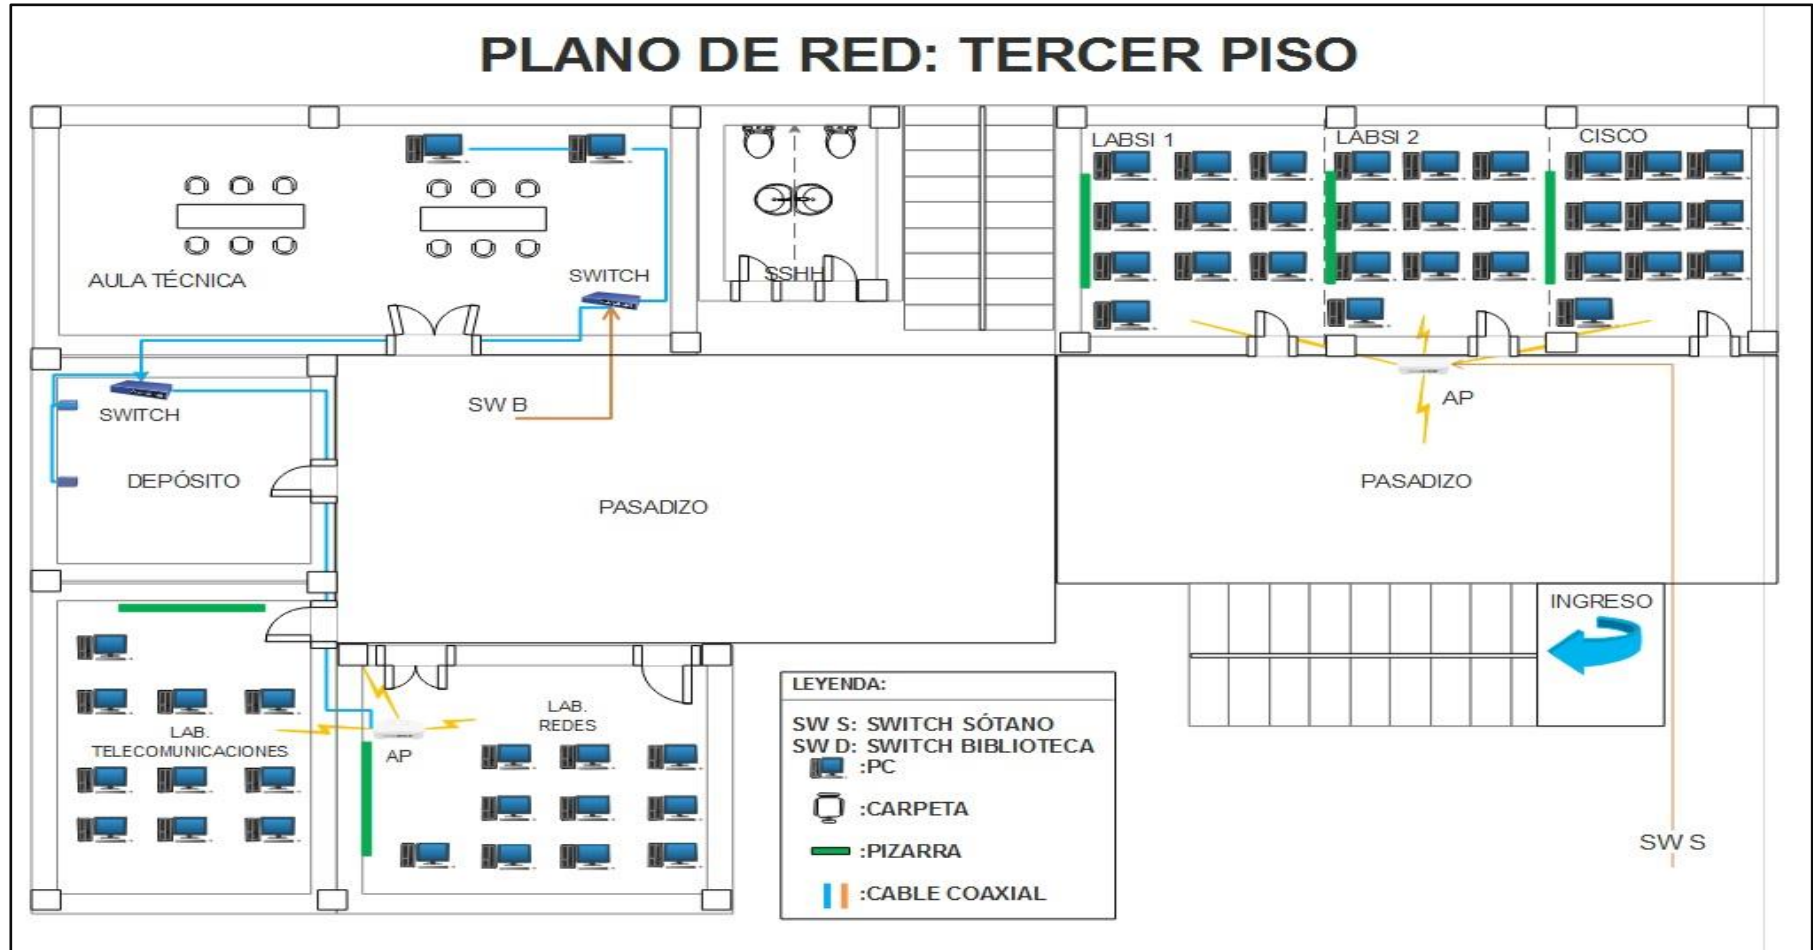 PLANO DE RED: TERCER PISO
LABSI 1
LABSI 2
CISCO
AULA TÉCNICA
SWITCH
SSHH
SWITCH
SW B
AP
DEPÓSITO
PASADIZO
PASADIZO
INGRESO
LAB.
TELECOMUNICACIONES
LAB.
REDES
AP
LEYENDA:
SW S: SWITCH SÓTANO
SW D: SWITCH BIBLIOTECA
:PC
:CARPETA
:PIZARRA
:CABLE COAXIAL
SW S